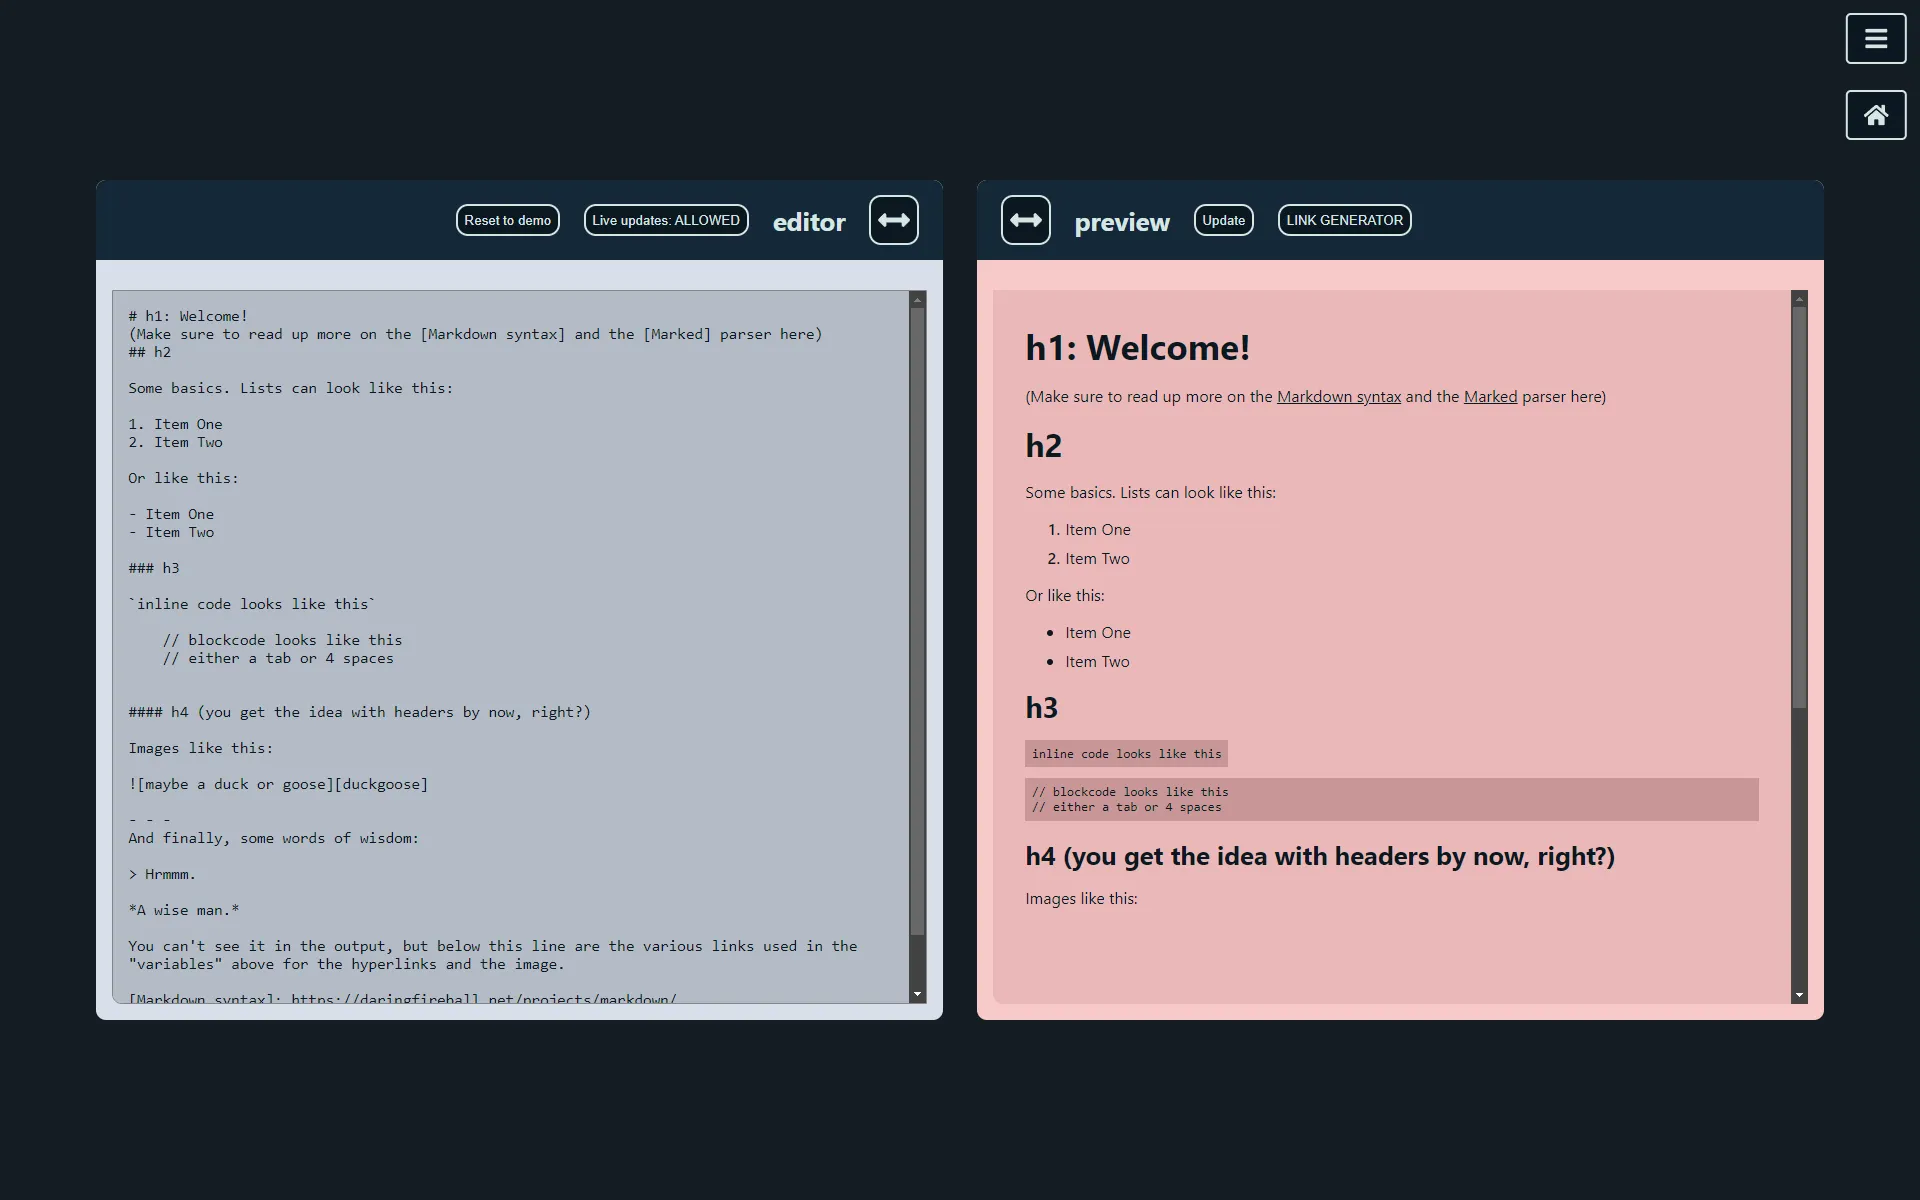 Reset to demo
Live updates: ALLOWED
editor
# h1: Welcome!
(Make sure to read up more on the [Markdown syntax] and the [Marked] parser here)
## h2
Some basics. Lists can look like this:
1. Item One
2. Item Two
Or like this:
- Item One
- Item Two
### h3
`inline code looks like this`
// blockcode looks like this
// either a tab or 4 spaces
#### h4 (you get the idea with headers by now, right?)
Images like this:
![maybe a duck or goose][duckgoose]
- - -
And finally, some words of wisdom:
> Hrmmm.
*A wise man.*
You can't see it in the output, but below this line are the various links used in the
"variables" above for the hyperlinks and the image.
[Markdown syntax]: https://daringfireball.net/projects/markdown/
preview
Update
LINK GENERATOR
h1: Welcome!
(Make sure to read up more on the Markdown syntax and the Marked parser here)
h2
Some basics. Lists can look like this:
1. Item One
2. Item Two
Or like this:
• Item One
• Item Two
h3
inline code looks like this
// blockcode looks like this
// either a tab or 4 spaces
h4 (you get the idea with headers by now, right?)
Images like this: